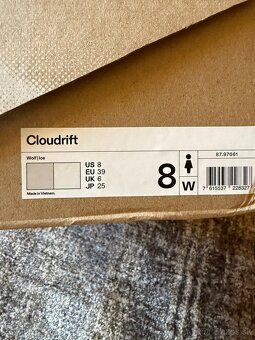 Cloudrift
Wolf | Ice
87.97661
US 8
EU 39
UK 6
JP 25
8
W
Made in Vietnam.
7 615537 228327